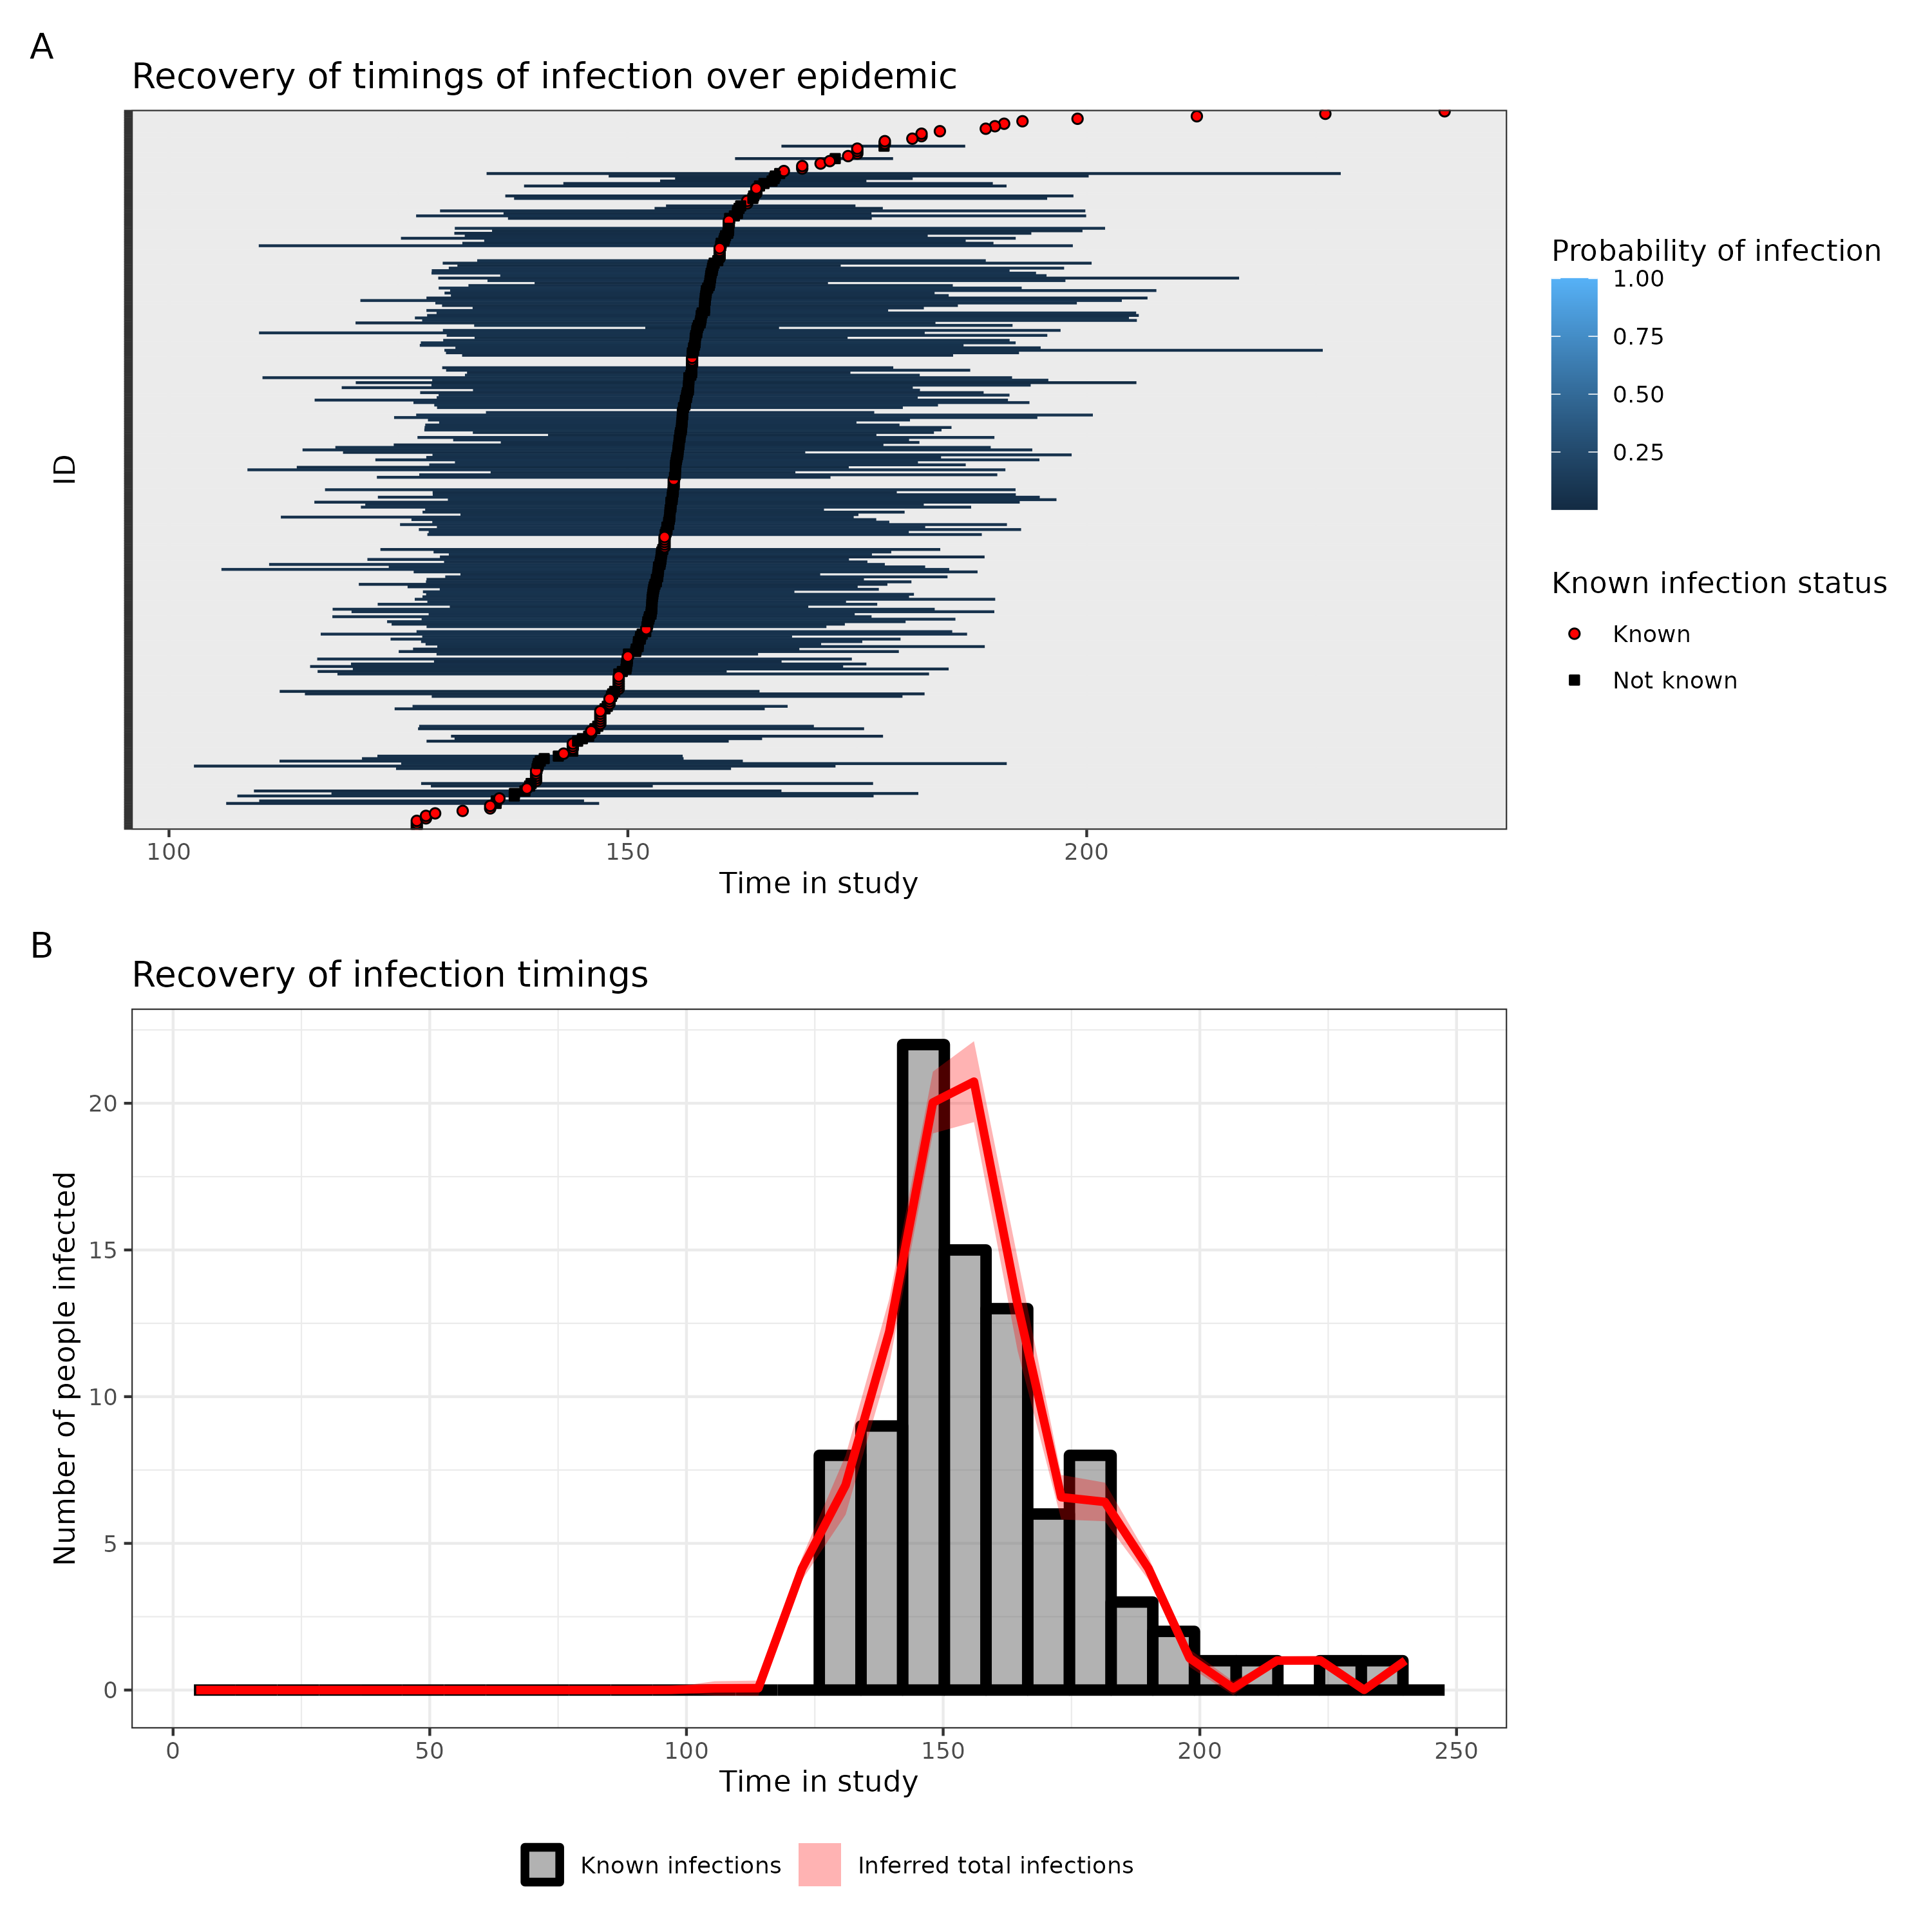 A
Recovery of timings of infection over epidemic
ID
100 150 200
Time in study
Probability of infection
1.00
0.75
0.50
0.25
Known infection status
Known
Not known
B
Recovery of infection timings
Number of people infected
20
15
10
5
0
0 50 100 150 200 250
Time in study
Known infections Inferred total infections